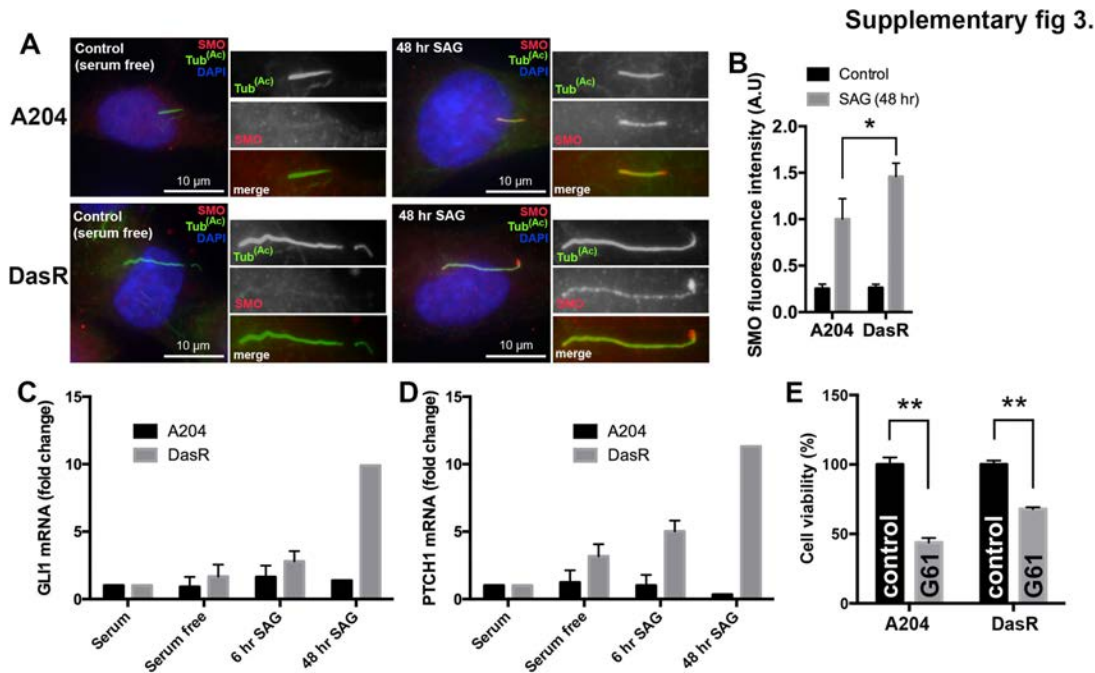 Supplementary fig 3.
A
Control
(serum free)
SMO
Tub(Ac)
DAPI
10 µm
Tub(Ac)
SMO
merge
48 hr SAG
SMO
Tub(Ac)
DAPI
10 µm
Tub(Ac)
SMO
merge
A204
Control
(serum free)
SMO
Tub(Ac)
DAPI
10 µm
Tub(Ac)
SMO
merge
48 hr SAG
SMO
Tub(Ac)
DAPI
10 µm
Tub(Ac)
SMO
merge
DasR
B
Control
SAG (48 hr)
SMO fluorescence intensity (A.U)
2.0
1.5
1.0
0.5
0.0
*
A204 DasR
C
GLI1 mRNA (fold change)
15
10
5
0
A204
DasR
Serum
Serum free
6 hr SAG
48 hr SAG
D
PTCH1 mRNA (fold change)
15
10
5
0
A204
DasR
Serum
Serum free
6 hr SAG
48 hr SAG
E
Cell viability (%)
150
100
50
0
** **
control
G61
control
G61
A204 DasR